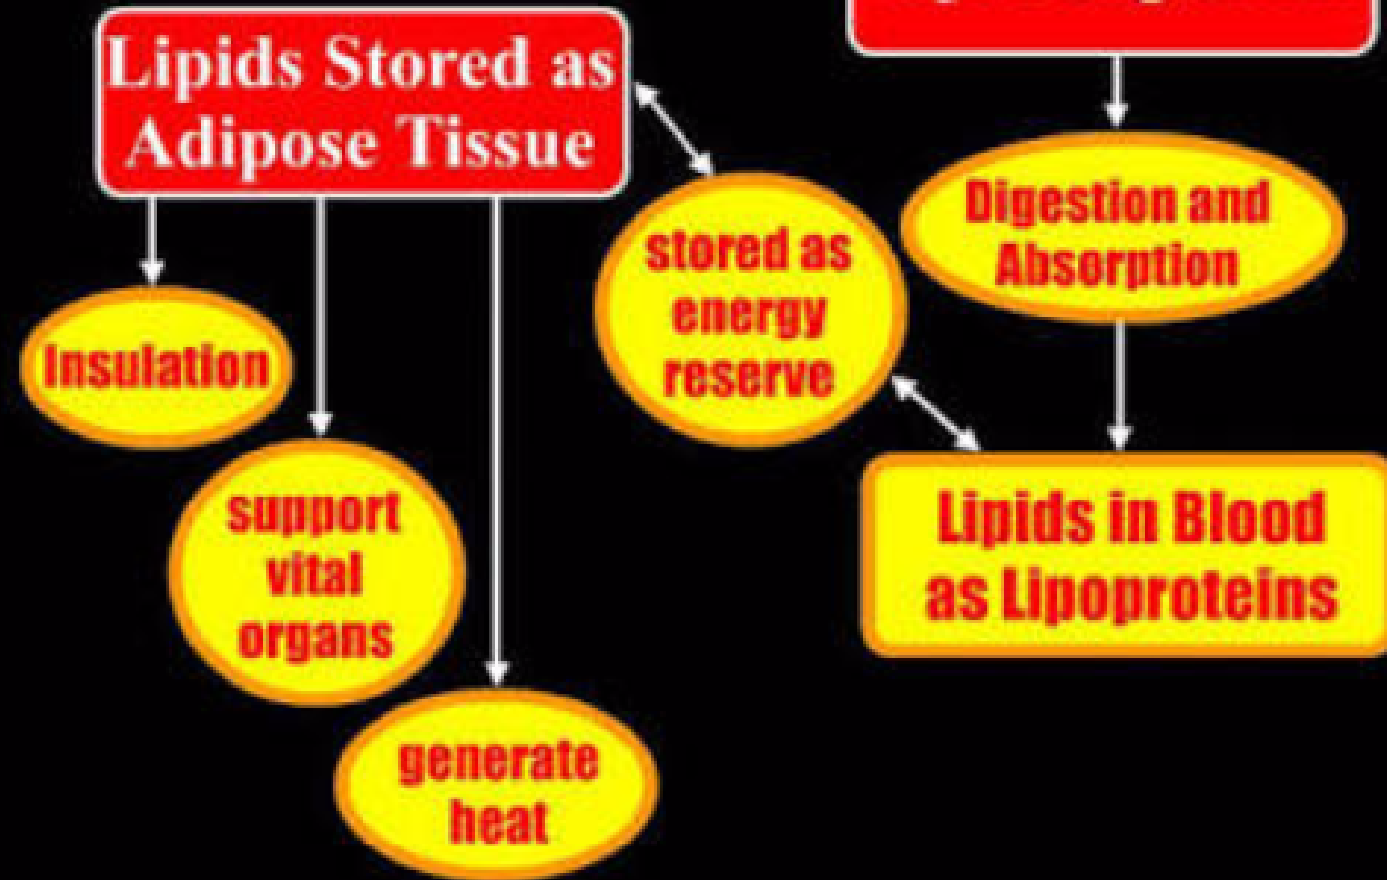 Lipids Stored as
Adipose Tissue
Digestion and
Absorption
stored as
energy
reserve
Insulation
Lipids in Blood
as Lipoproteins
support
vital
organs
generate
heat